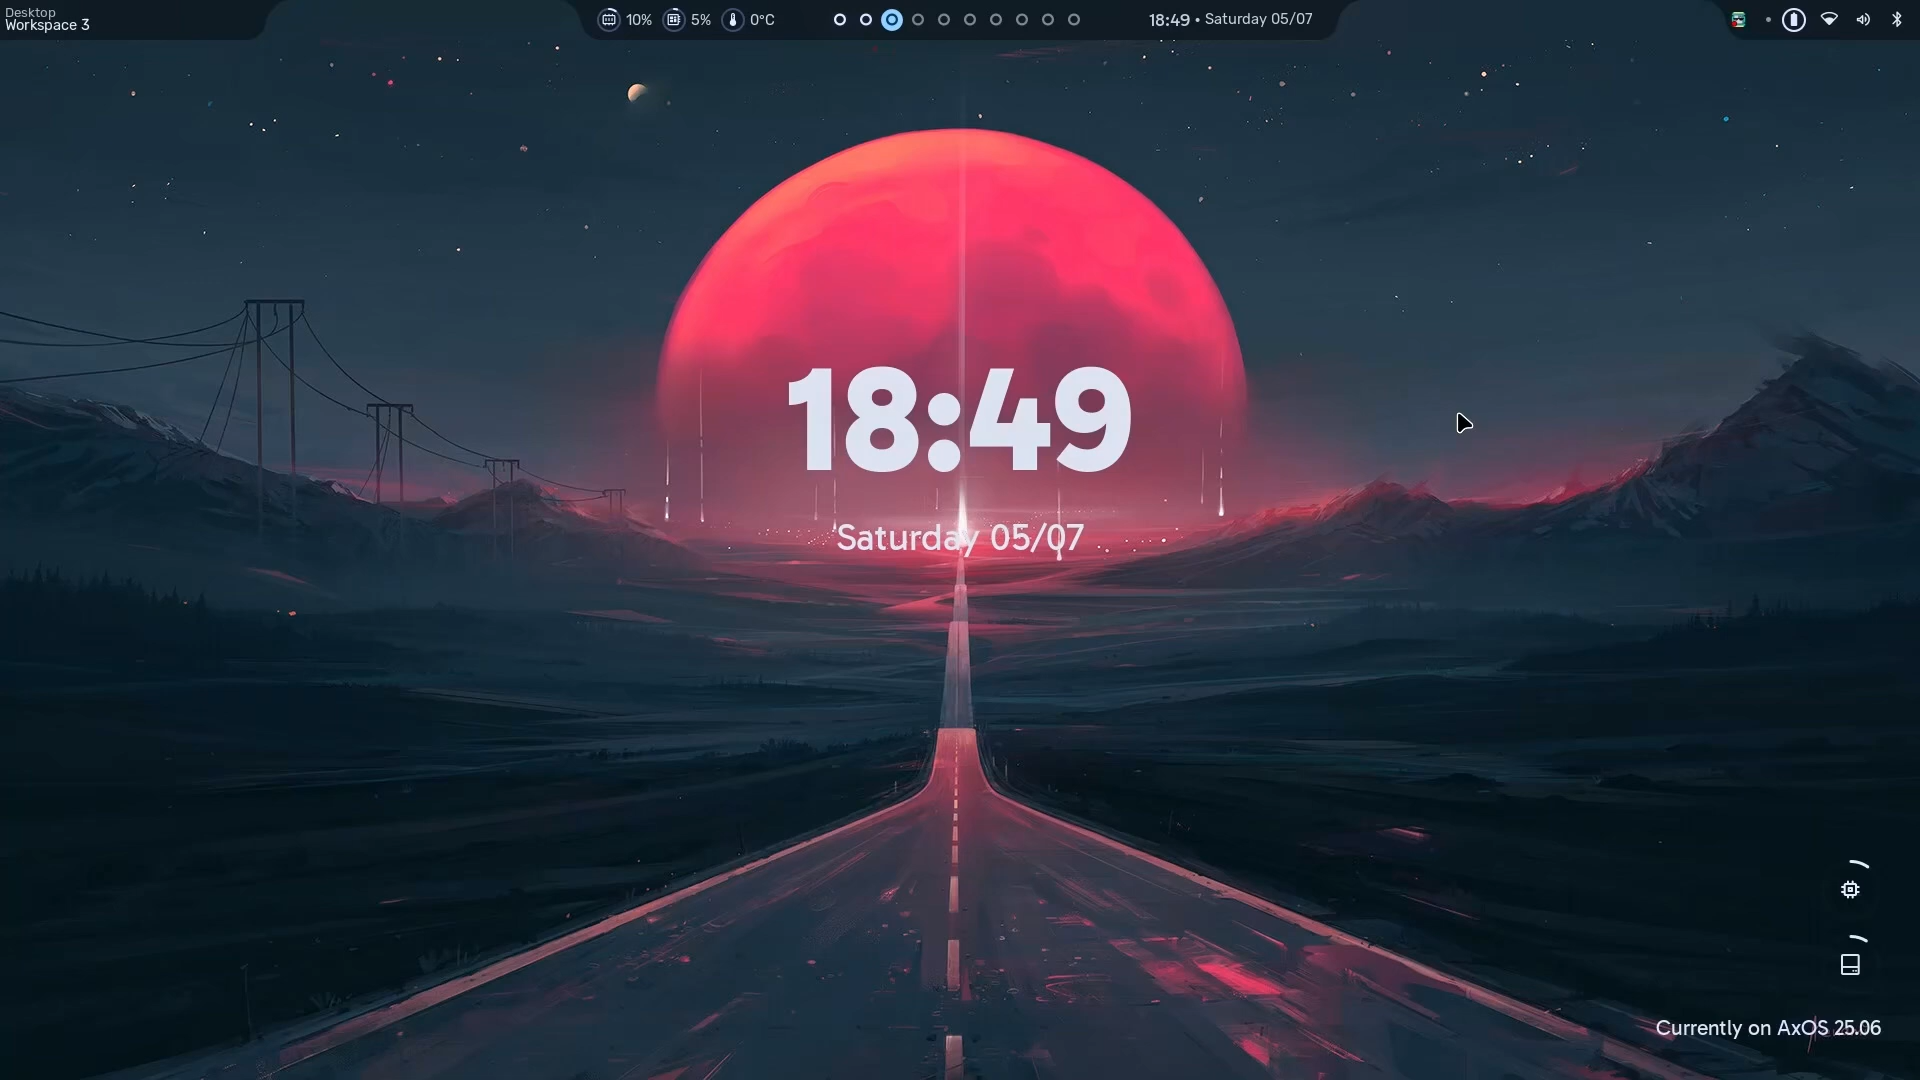 Desktop
Workspace 3
10% 5% 0°C
18:49 • Saturday 05/07
18:49
Saturday 05/07
Currently on AxOS 25.06